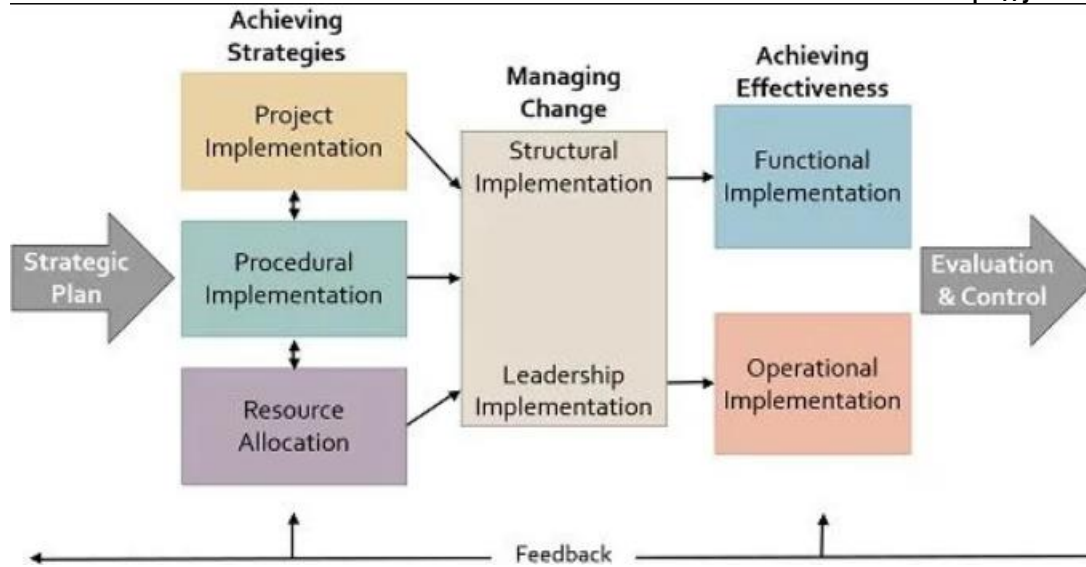 Achieving
Strategies
Project
Implementation
Procedural
Implementation
Resource
Allocation
Strategic
Plan
Managing
Change
Structural
Implementation
Leadership
Implementation
Achieving
Effectiveness
Functional
Implementation
Operational
Implementation
Evaluation
& Control
Feedback